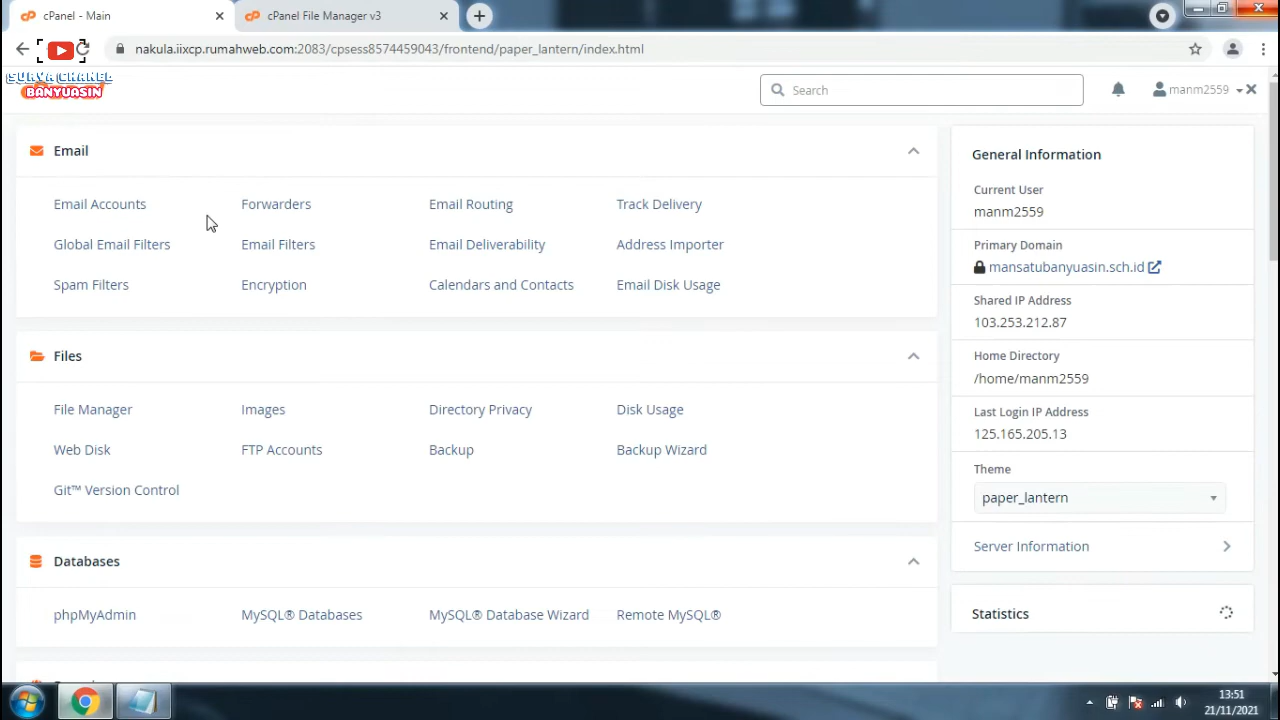 cPanel - Main
cPanel File Manager v3
nakula.iixcp.rumahweb.com:2083/cpsess8574459043/frontend/paper_lantern/index.html
SURYA CHANEL
BANYUASIN
Search
manm2559
Email
Email Accounts
Forwarders
Email Routing
Track Delivery
Global Email Filters
Email Filters
Email Deliverability
Address Importer
Spam Filters
Encryption
Calendars and Contacts
Email Disk Usage
Files
File Manager
Images
Directory Privacy
Disk Usage
Web Disk
FTP Accounts
Backup
Backup Wizard
Git™ Version Control
Databases
phpMyAdmin
MySQL® Databases
MySQL® Database Wizard
Remote MySQL®
General Information
Current User
manm2559
Primary Domain
mansatubanyuasin.sch.id
Shared IP Address
103.253.212.87
Home Directory
/home/manm2559
Last Login IP Address
125.165.205.13
Theme
paper_lantern
Server Information
Statistics
13:51
21/11/2021